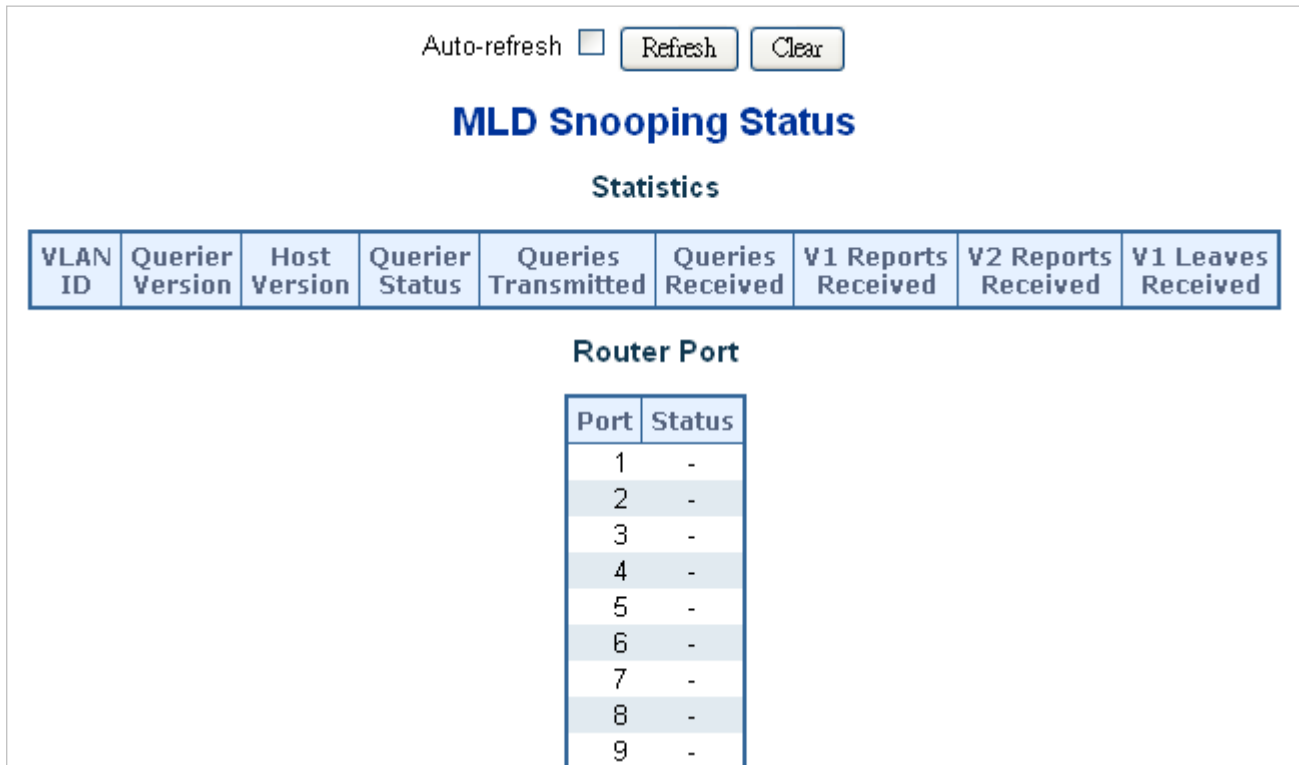 Auto-refresh Refresh Clear
MLD Snooping Status
Statistics
VLAN ID Querier Version Host Version Querier Status Queries Transmitted Queries Received V1 Reports Received V2 Reports Received V1 Leaves Received
Router Port
Port Status
1 -
2 -
3 -
4 -
5 -
6 -
7 -
8 -
9 -